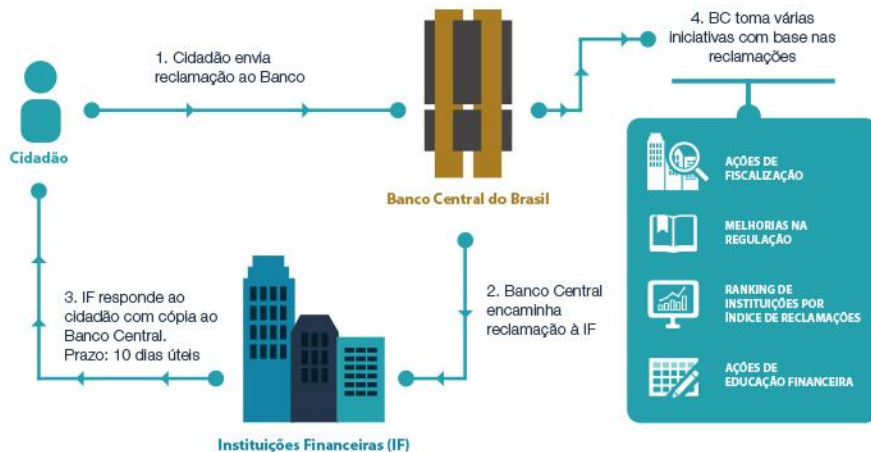 1. Cidadão envia
reclamação ao Banco
Cidadão
Banco Central do Brasil
2. Banco Central
encaminha
reclamação à IF
3. IF responde ao
cidadão com cópia ao
Banco Central.
Prazo: 10 dias úteis
Instituições Financeiras (IF)
4. BC toma várias
iniciativas com base nas
reclamações
AÇÕES DE
FISCALIZAÇÃO
MELHORIAS NA
REGULAÇÃO
RANKING DE
INSTITUIÇÕES POR
ÍNDICE DE RECLAMAÇÕES
AÇÕES DE
EDUCAÇÃO FINANCEIRA